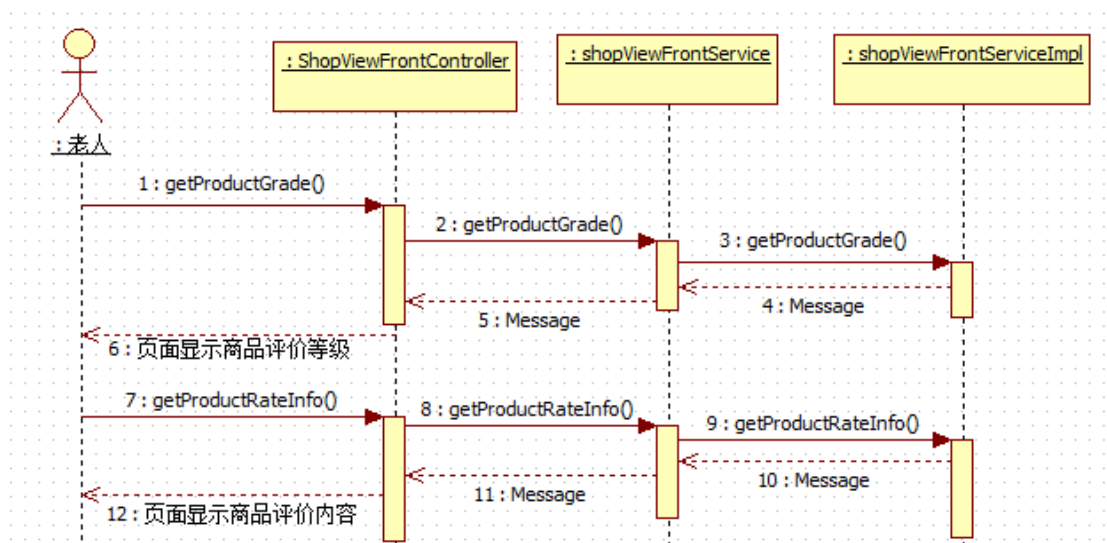 : ShopViewFrontController
: shopViewFrontService
: shopViewFrontServiceImpl
: 老人
1 : getProductGrade()
2 : getProductGrade()
3 : getProductGrade()
4 : Message
5 : Message
6 : 页面显示商品评价等级
7 : getProductRateInfo()
8 : getProductRateInfo()
9 : getProductRateInfo()
10 : Message
11 : Message
12 : 页面显示商品评价内容